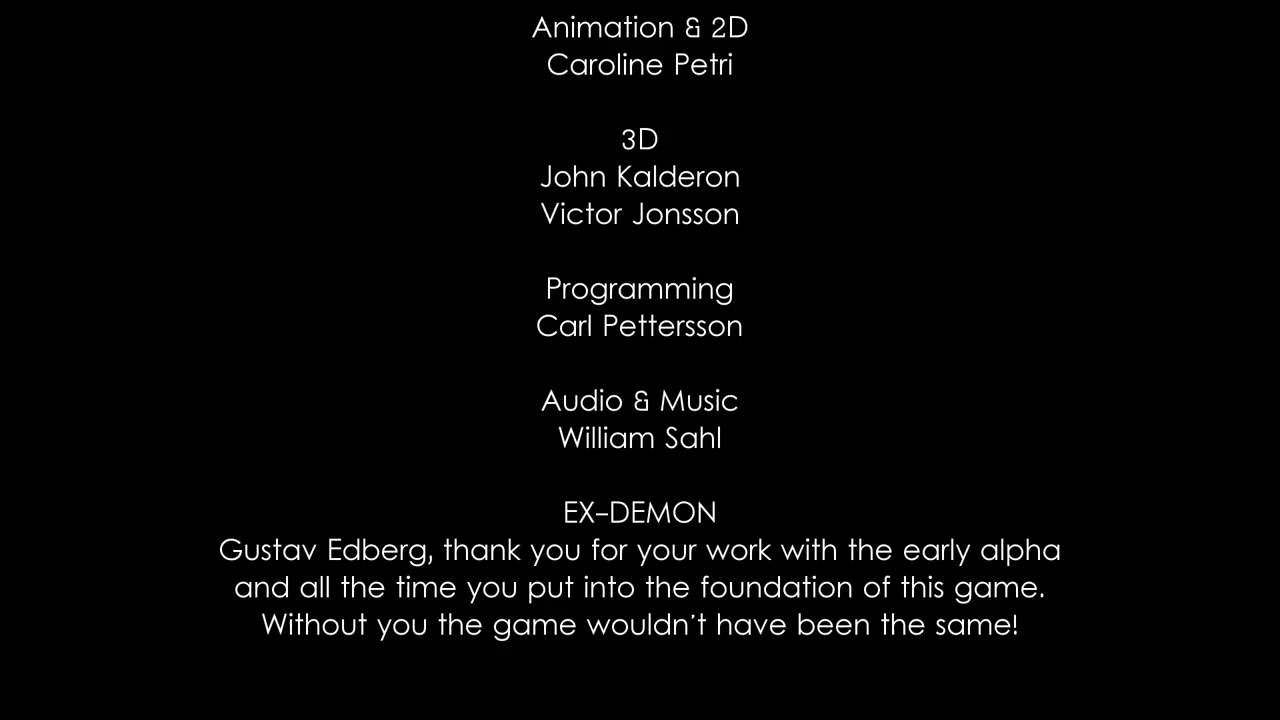 Animation & 2D
Caroline Petri
3D
John Kalderon
Victor Jonsson
Programming
Carl Pettersson
Audio & Music
William Sahl
EX-DEMON
Gustav Edberg, thank you for your work with the early alpha
and all the time you put into the foundation of this game.
Without you the game wouldn't have been the same!